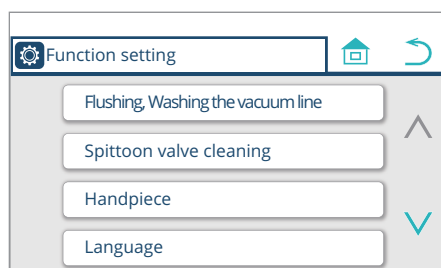 Function setting
Flushing, Washing the vacuum line
Spittoon valve cleaning
Handpiece
Language